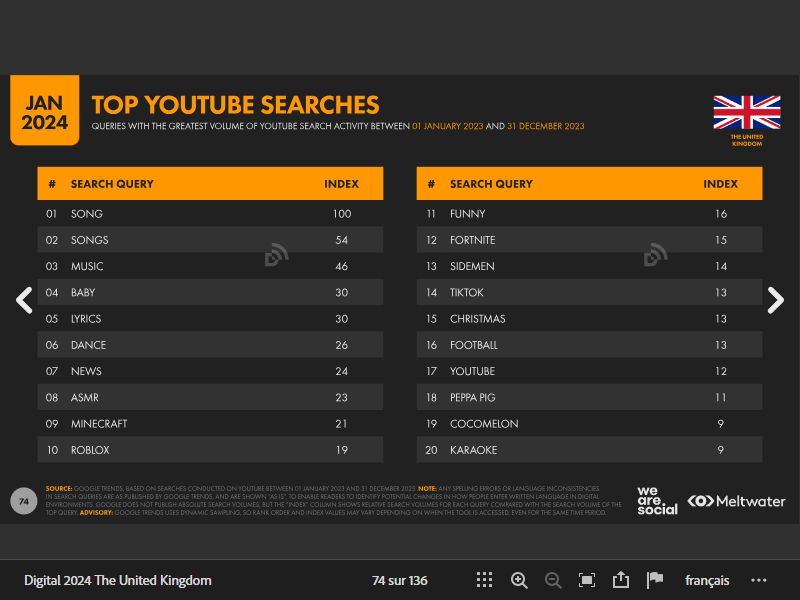 JAN
2024
TOP YOUTUBE SEARCHES
QUERIES WITH THE GREATEST VOLUME OF YOUTUBE SEARCH ACTIVITY BETWEEN 01 JANUARY 2023 AND 31 DECEMBER 2023
THE UNITED
KINGDOM
# SEARCH QUERY INDEX
01 SONG 100
02 SONGS 54
03 MUSIC 46
04 BABY 30
05 LYRICS 30
06 DANCE 26
07 NEWS 24
08 ASMR 23
09 MINECRAFT 21
10 ROBLOX 19
# SEARCH QUERY INDEX
11 FUNNY 16
12 FORTNITE 15
13 SIDEMEN 14
14 TIKTOK 13
15 CHRISTMAS 13
16 FOOTBALL 13
17 YOUTUBE 12
18 PEPPA PIG 11
19 COCOMELON 9
20 KARAOKE 9
74
SOURCE: GOOGLE TRENDS, BASED ON SEARCHES CONDUCTED ON YOUTUBE BETWEEN 01 JANUARY 2023 AND 31 DECEMBER 2023. NOTE: ANY SPELLING ERRORS OR LANGUAGE INCONSISTENCIES
IN SEARCH QUERIES ARE AS PUBLISHED BY GOOGLE TRENDS, AND ARE SHOWN "AS IS", TO ENABLE READERS TO IDENTIFY POTENTIAL CHANGES IN HOW PEOPLE ENTER WRITTEN LANGUAGE IN DIGITAL
ENVIRONMENTS. GOOGLE DOES NOT PUBLISH ABSOLUTE SEARCH VOLUMES, BUT THE "INDEX" COLUMN SHOWS RELATIVE SEARCH VOLUMES FOR EACH QUERY COMPARED WITH THE SEARCH VOLUME OF THE
TOP QUERY. ADVISORY: GOOGLE TRENDS USES DYNAMIC SAMPLING, SO RANK ORDER AND INDEX VALUES MAY VARY DEPENDING ON WHEN THE TOOL IS ACCESSED, EVEN FOR THE SAME TIME PERIOD.
we
are.
social
Meltwater
Digital 2024 The United Kingdom
74 sur 136
français